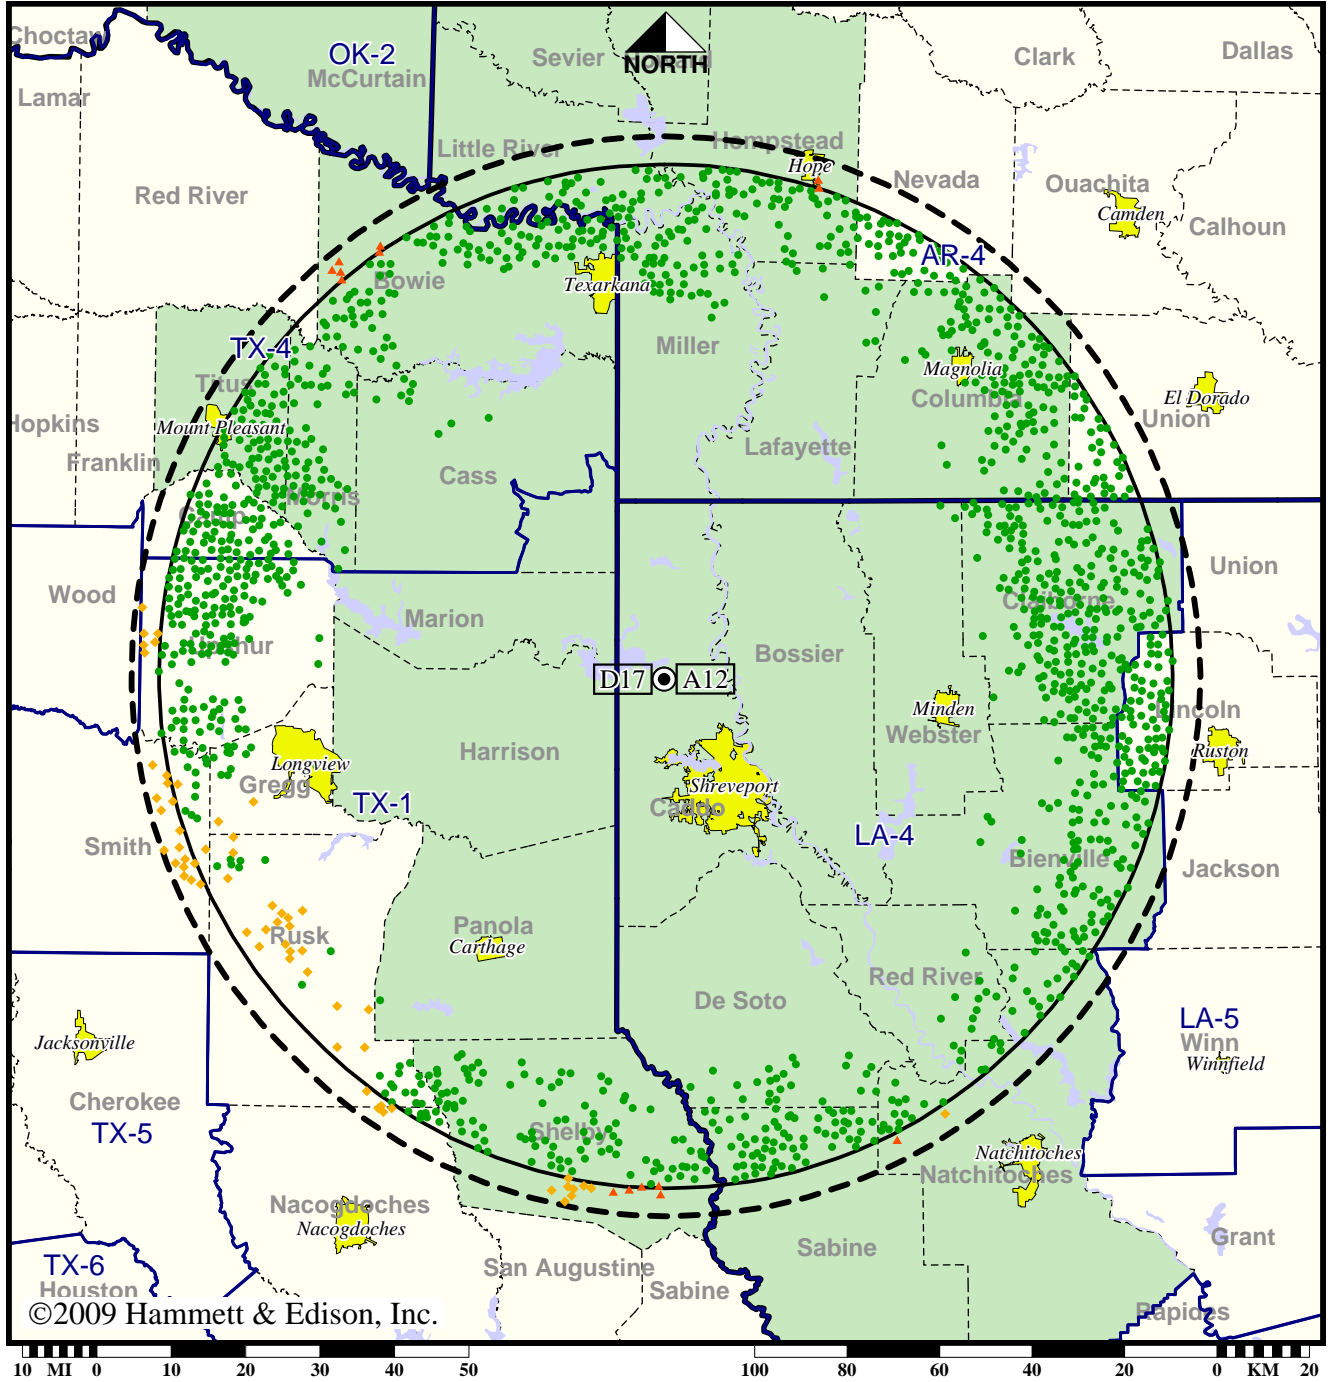 Choctaw
OK-2
McCurtain
Sevier
Howard
NORTH
Clark
Dallas
Lamar
Little River
Hempstead
Hope
Red River
Nevada
Ouachita
Camden
Calhoun
AR-4
Bowie
Texarkana
TX-4
Miller
Titus
Magnolia
Columbia
El Dorado
Union
Hopkins
Mount Pleasant
Franklin
Cass
Lafayette
Morris
Camp
Wood
Union
Claiborne
Marion
Upshur
Bossier
D17
A12
Minden
Webster
Lincoln
Ruston
Harrison
Longview
Gregg
TX-1
Shreveport
Caddo
LA-4
Smith
Bienville
Jackson
Panola
Carthage
Rusk
Red River
De Soto
LA-5
Winn
Winnfield
Jacksonville
Cherokee
TX-5
Shelby
Natchitoches
Natchitoches
Nacogdoches
Nacogdoches
Sabine
Grant
TX-6
Houston
San Augustine
Sabine
Rapides
©2009 Hammett & Edison, Inc.
10 MI 0 10 20 30 40 50 100 80 60 40 20 0 KM 20